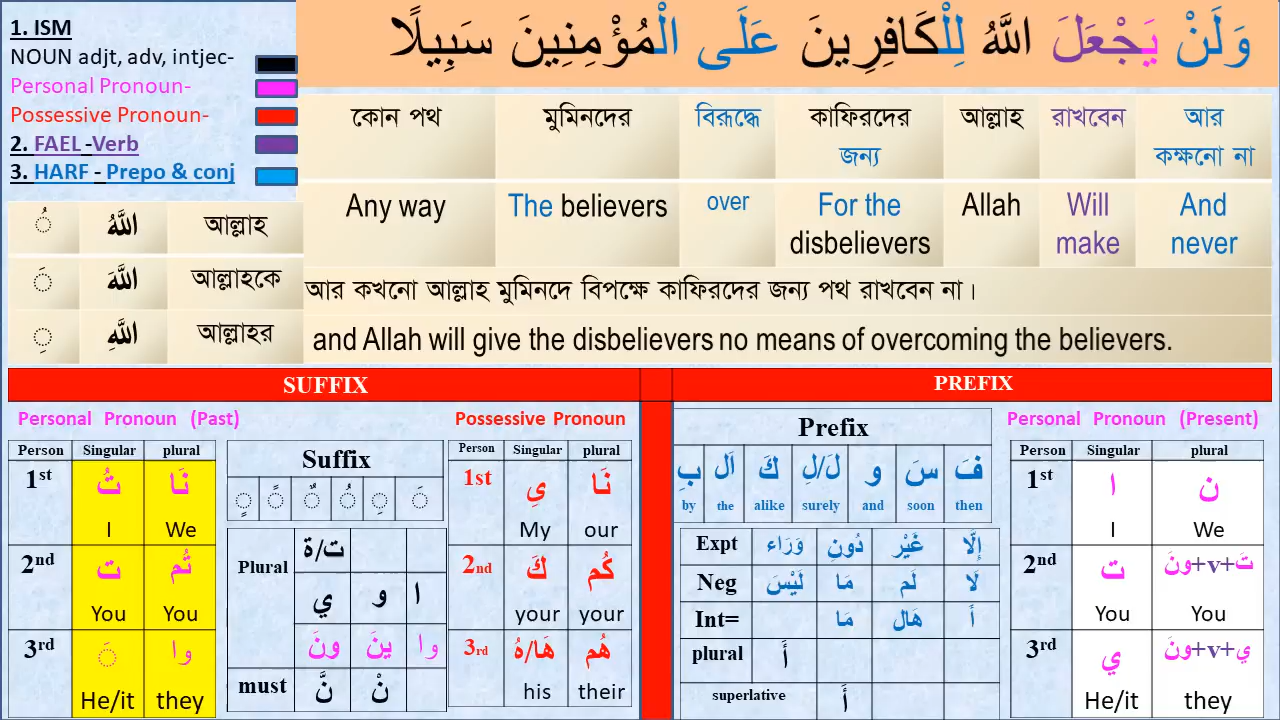 1. ISM
NOUN adjt, adv, intjec-
Personal Pronoun-
Possessive Pronoun-
2. FAEL -Verb
3. HARF - Prepo & conj
وَلَنْ يَجْعَلَ اللَّهُ لِلْكَافِرِينَ عَلَى الْمُؤْمِنِينَ سَبِيلًا
কোন পথ মুমিনদের বিরূদ্ধে কাফিরদের আল্লাহ রাখবেন আর
জন্য কক্ষনো না
Any way The believers over For the Allah Will And
disbelievers make never
ُ اللَّهُ আল্লাহ
َ اللَّهَ আল্লাহকে
ِ اللَّهِ আল্লাহর
আর কখনো আল্লাহ মুমিনদে বিপক্ষে কাফিরদের জন্য পথ রাখবেন না।
and Allah will give the disbelievers no means of overcoming the believers.
SUFFIX
Personal Pronoun (Past)
Person Singular plural
1st تُ نَا
I We
2nd ت تُم
You You
3rd َ وا
He/it they
Suffix
ٍ ً ٌ ُ ِ َ
Plural ت/ة
ي و ا
ونَ ينَ وا
must نَّ نْ
Possessive Pronoun
Person Singular plural
1st ىِ نَا
My our
2nd كَ كُم
your your
3rd هَا/هُ هُم
his their
PREFIX
Prefix
بِ اَل كَ لَ/لِ و سَ فَ
by the alike surely and soon then
Expt وَرَاء دُونِ غَيْر إِلَّا
Neg لَيْسَ مَا لَم لَا
Int= مَا هَال أَ
plural أَ
superlative أَ
Personal Pronoun (Present)
Person Singular plural
1st ا ن
I We
2nd ت تَ+v+ونَ
You You
3rd ي ي+v+ونَ
He/it they